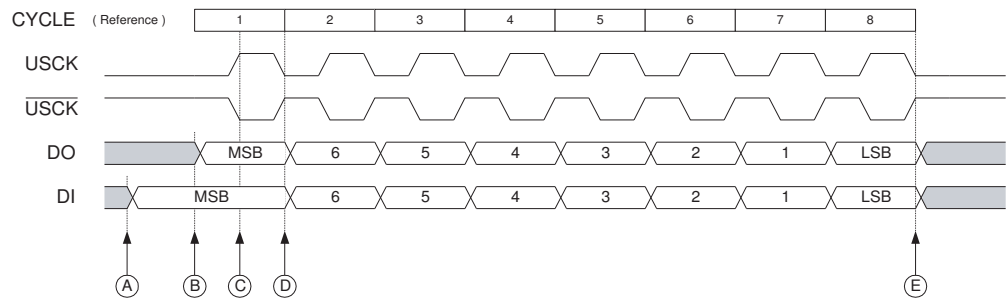 CYCLE ( Reference ) 1 2 3 4 5 6 7 8
USCK
USCK
DO MSB 6 5 4 3 2 1 LSB
DI MSB 6 5 4 3 2 1 LSB
A B C D E